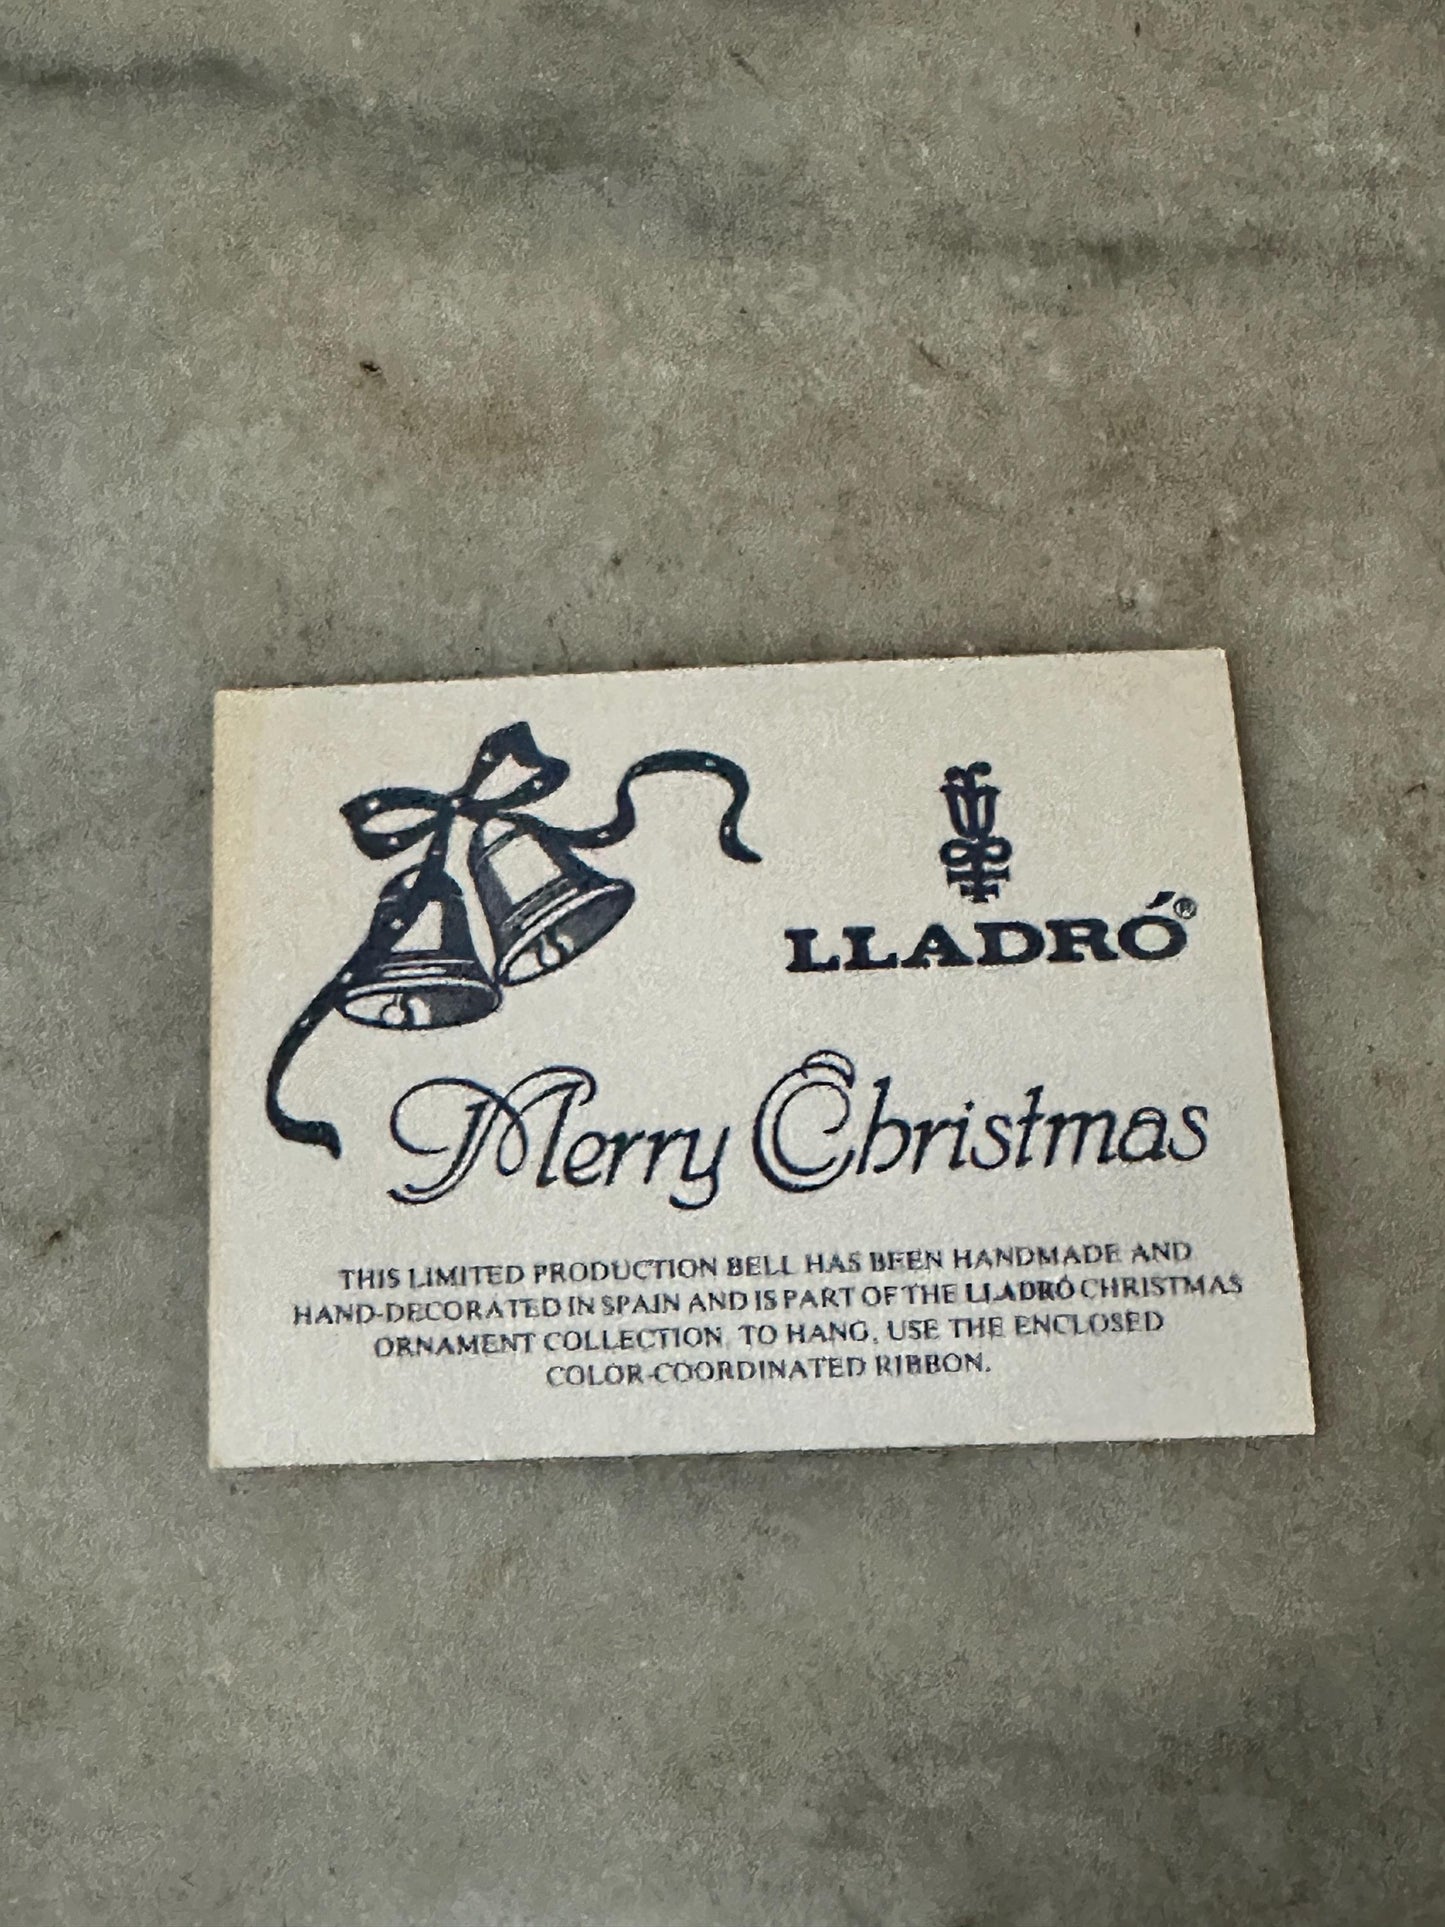 LLADRÓ®
Merry Christmas
THIS LIMITED PRODUCTION BELL HAS BEEN HANDMADE AND
HAND-DECORATED IN SPAIN AND IS PART OF THE LLADRÓ CHRISTMAS
ORNAMENT COLLECTION. TO HANG, USE THE ENCLOSED
COLOR-COORDINATED RIBBON.